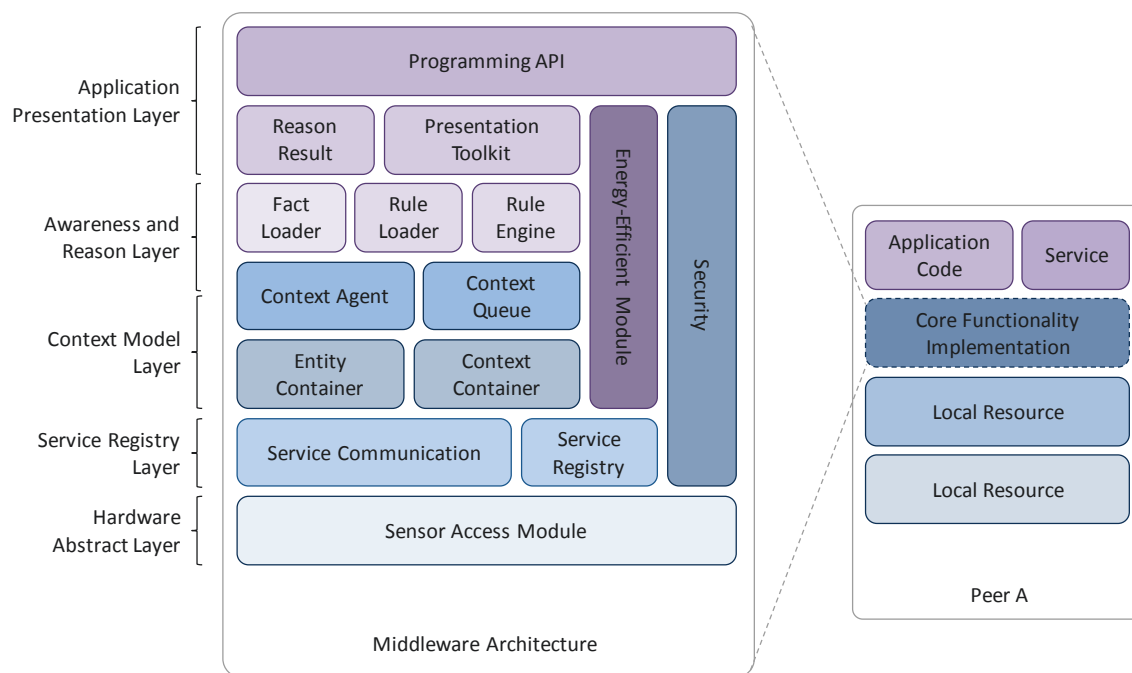 Application
Presentation Layer
Awareness and
Reason Layer
Context Model
Layer
Service Registry
Layer
Hardware
Abstract Layer
Programming API
Reason
Result
Presentation
Toolkit
Fact
Loader
Rule
Loader
Rule
Engine
Context Agent
Context
Queue
Entity
Container
Context
Container
Energy-Efficient Module
Security
Service Communication
Service
Registry
Sensor Access Module
Middleware Architecture
Application
Code
Service
Core Functionality
Implementation
Local Resource
Local Resource
Peer A